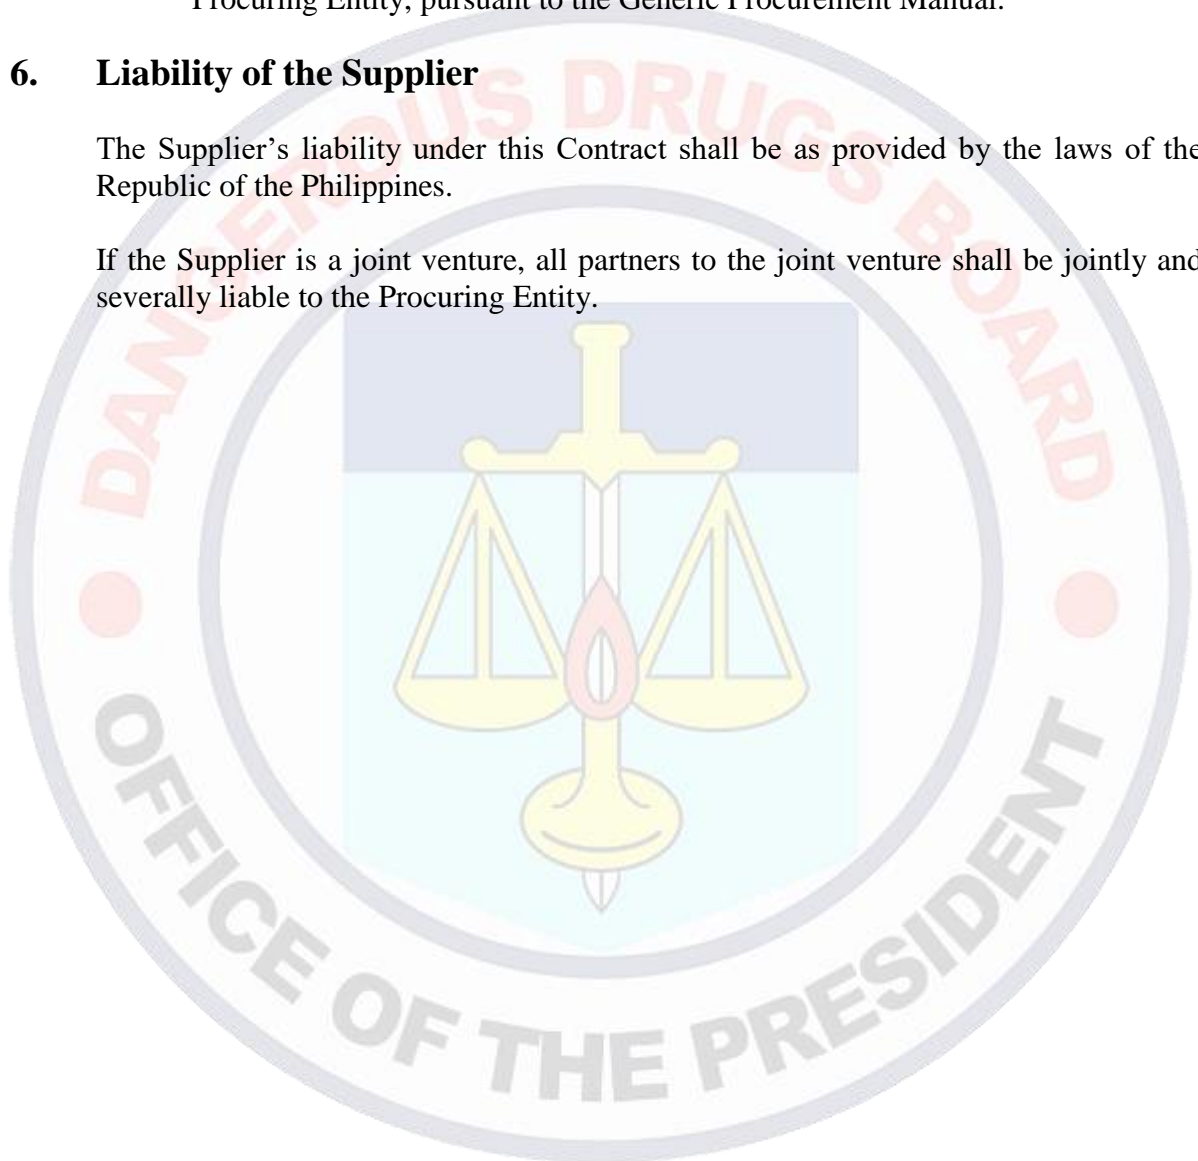 Procuring Entity, pursuant to the Generic Procurement Manual.
6. Liability of the Supplier
The Supplier’s liability under this Contract shall be as provided by the laws of the
Republic of the Philippines.
If the Supplier is a joint venture, all partners to the joint venture shall be jointly and
severally liable to the Procuring Entity.
DANGEROUS DRUGS BOARD
OFFICE OF THE PRESIDENT